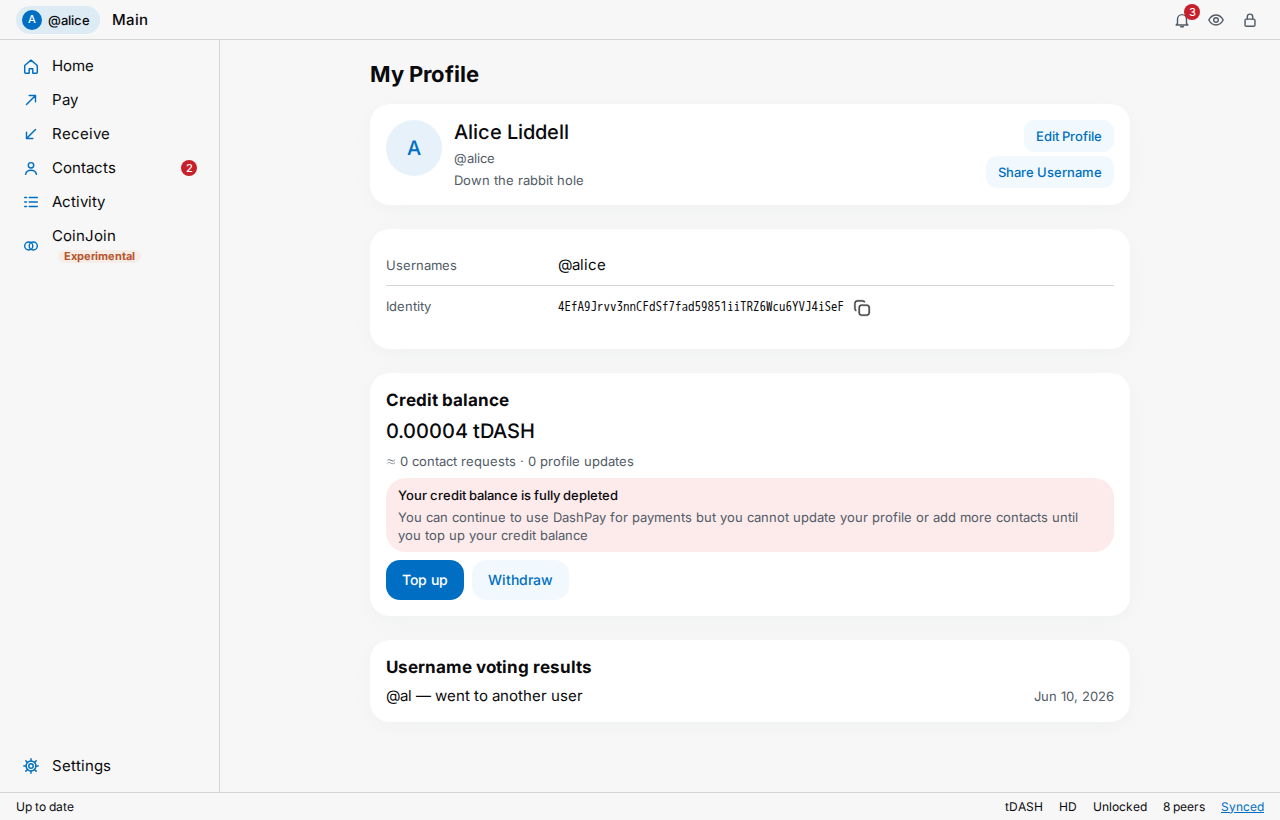 A @alice Main 3
Home
Pay
Receive
Contacts 2
Activity
CoinJoin
Experimental
Settings
My Profile
A
Alice Liddell
@alice
Down the rabbit hole
Edit Profile
Share Username
Usernames @alice
Identity 4EfA9Jrvv3nnCFdSf7fad59851iiTRZ6Wcu6YVJ4iSeF
Credit balance
0.00004 tDASH
≈ 0 contact requests · 0 profile updates
Your credit balance is fully depleted
You can continue to use DashPay for payments but you cannot update your profile or add more contacts until
you top up your credit balance
Top up Withdraw
Username voting results
@al — went to another user Jun 10, 2026
Up to date tDASH HD Unlocked 8 peers Synced